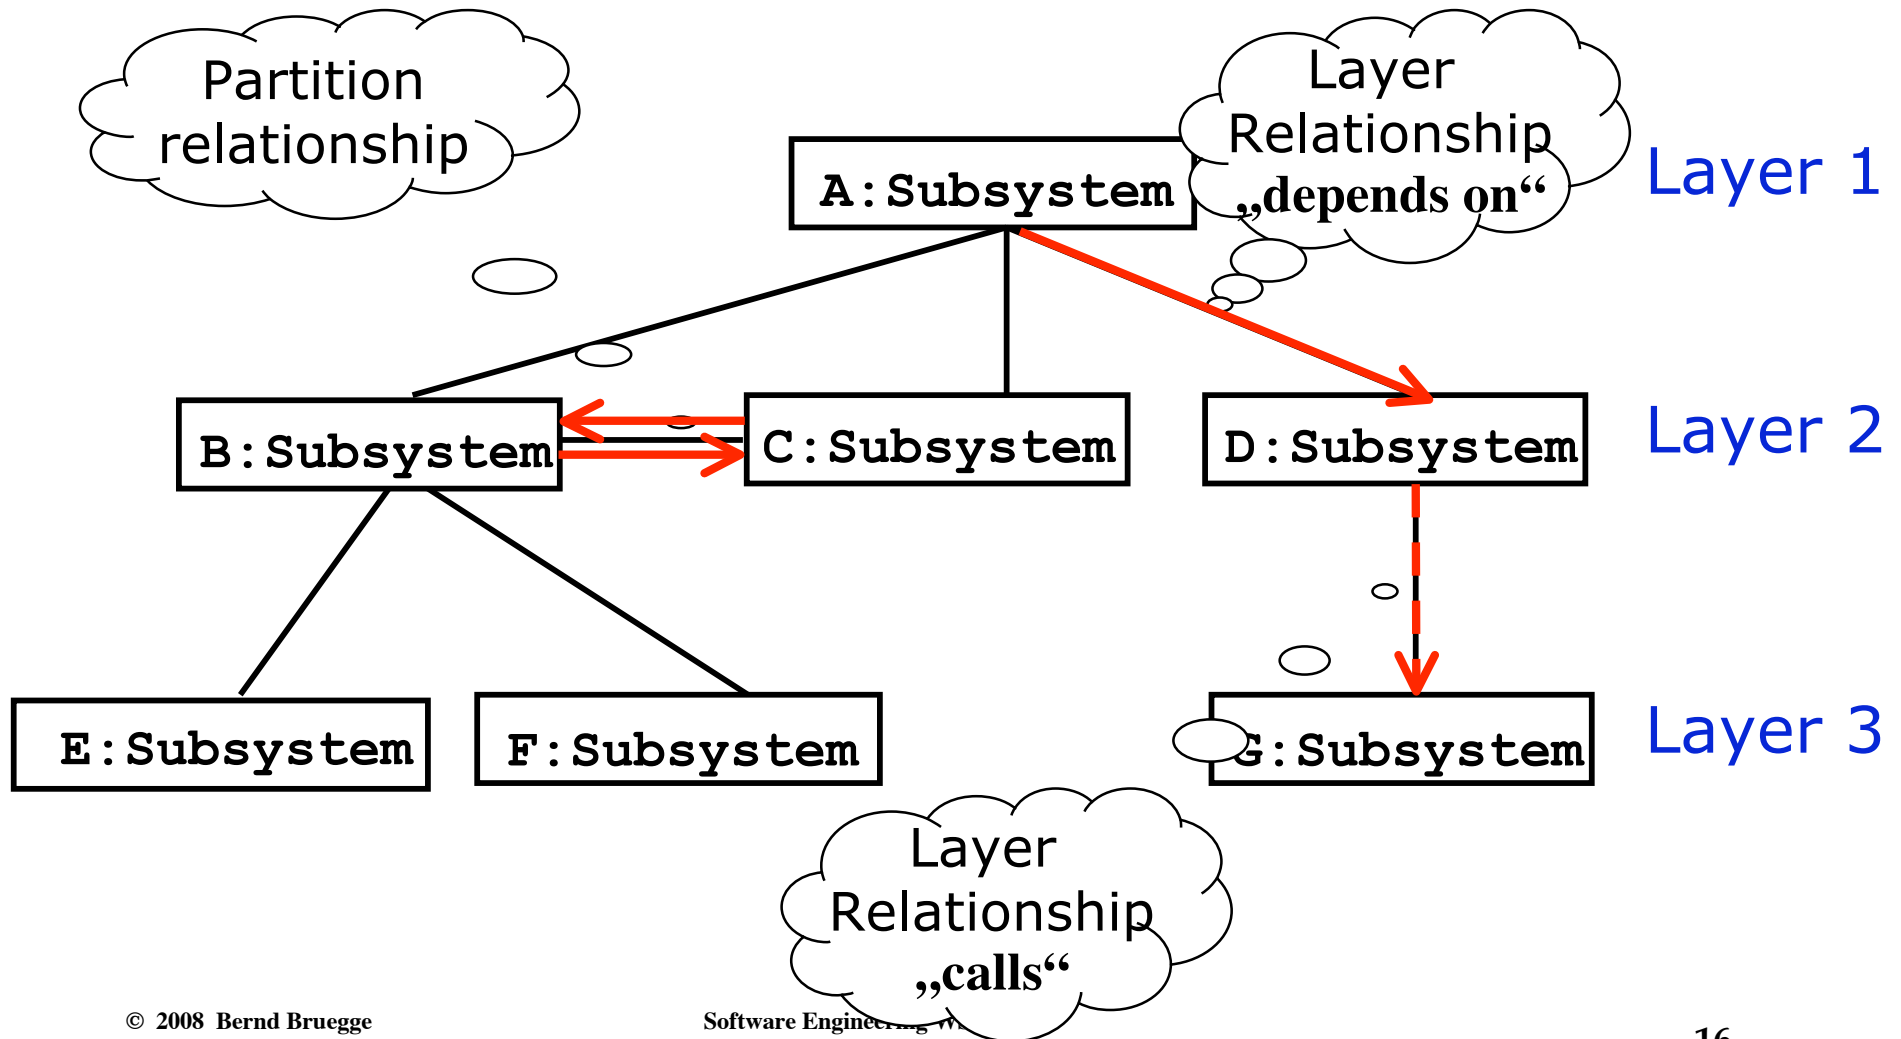 Partition
relationship
Layer
Relationship
„depends on“
A:Subsystem
Layer 1
B:Subsystem
C:Subsystem
D:Subsystem
Layer 2
E:Subsystem
F:Subsystem
G:Subsystem
Layer 3
Layer
Relationship
„calls“
© 2008 Bernd Bruegge
Software Engineering
16